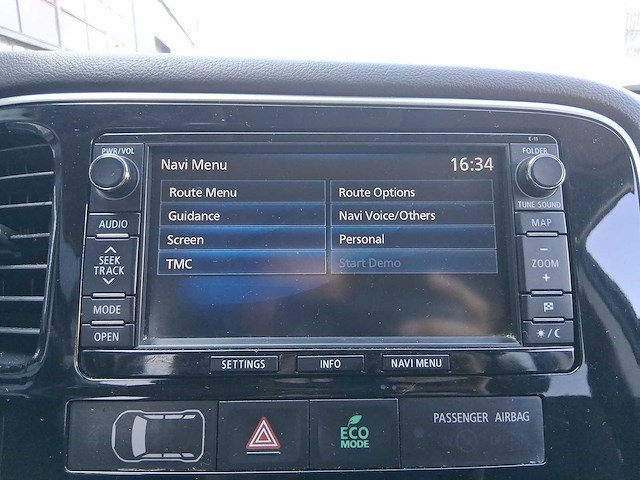 E-11
PWR/VOL
FOLDER
Navi Menu 16:34
Route Menu Route Options
TUNE SOUND
Guidance Navi Voice/Others
AUDIO
MAP
Screen Personal
SEEK
TRACK
TMC Start Demo
−
ZOOM
+
MODE
OPEN
SETTINGS INFO NAVI MENU
ECO
MODE
PASSENGER AIRBAG